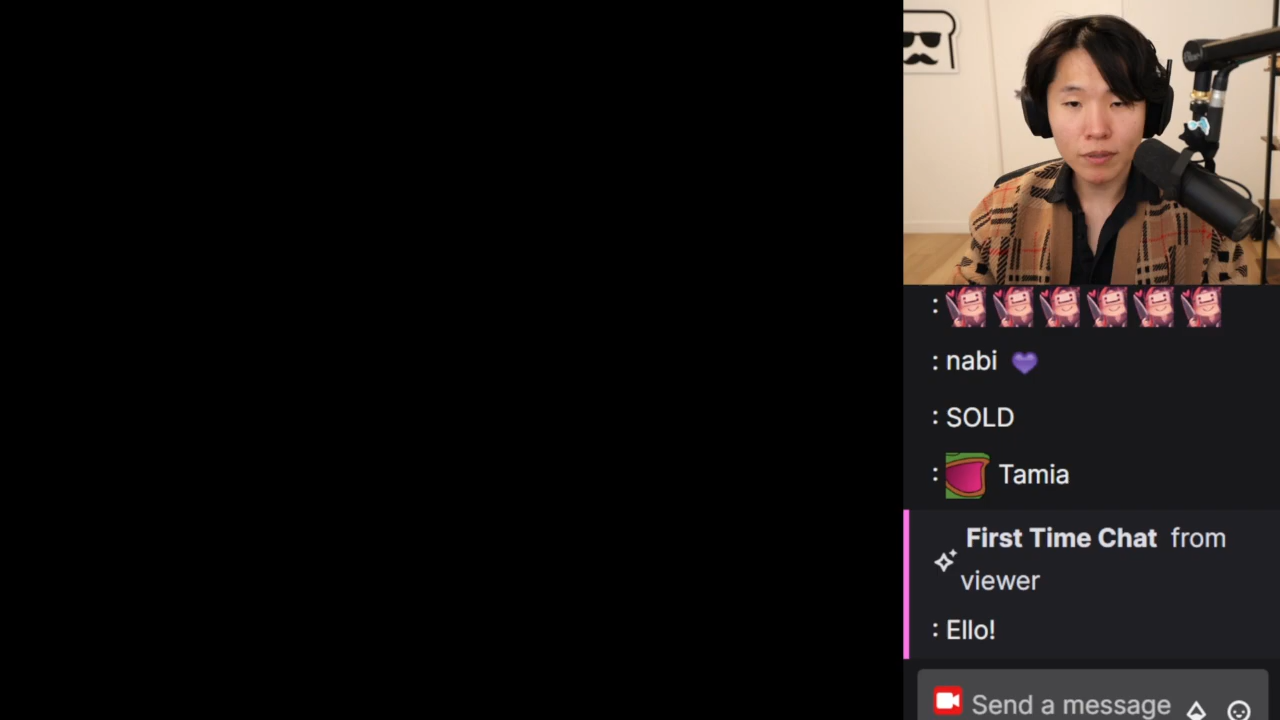 :
: nabi
: SOLD
: Tamia
First Time Chat from
viewer
: Ello!
Send a message